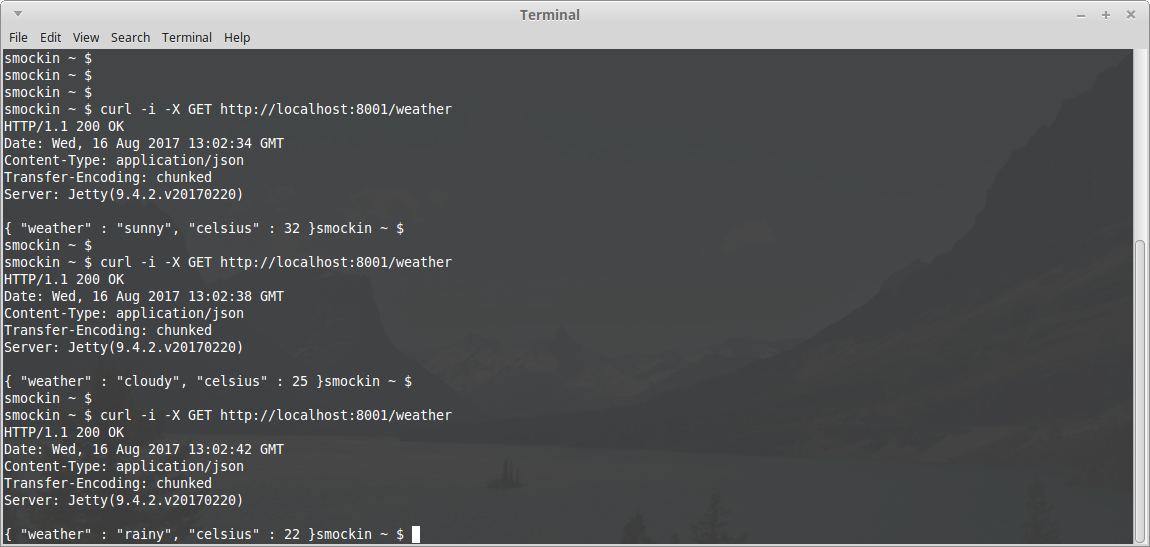 Terminal
File Edit View Search Terminal Help
smockin ~ $
smockin ~ $
smockin ~ $
smockin ~ $ curl -i -X GET http://localhost:8001/weather
HTTP/1.1 200 OK
Date: Wed, 16 Aug 2017 13:02:34 GMT
Content-Type: application/json
Transfer-Encoding: chunked
Server: Jetty(9.4.2.v20170220)

{ "weather" : "sunny", "celsius" : 32 }smockin ~ $
smockin ~ $
smockin ~ $ curl -i -X GET http://localhost:8001/weather
HTTP/1.1 200 OK
Date: Wed, 16 Aug 2017 13:02:38 GMT
Content-Type: application/json
Transfer-Encoding: chunked
Server: Jetty(9.4.2.v20170220)

{ "weather" : "cloudy", "celsius" : 25 }smockin ~ $
smockin ~ $
smockin ~ $ curl -i -X GET http://localhost:8001/weather
HTTP/1.1 200 OK
Date: Wed, 16 Aug 2017 13:02:42 GMT
Content-Type: application/json
Transfer-Encoding: chunked
Server: Jetty(9.4.2.v20170220)

{ "weather" : "rainy", "celsius" : 22 }smockin ~ $